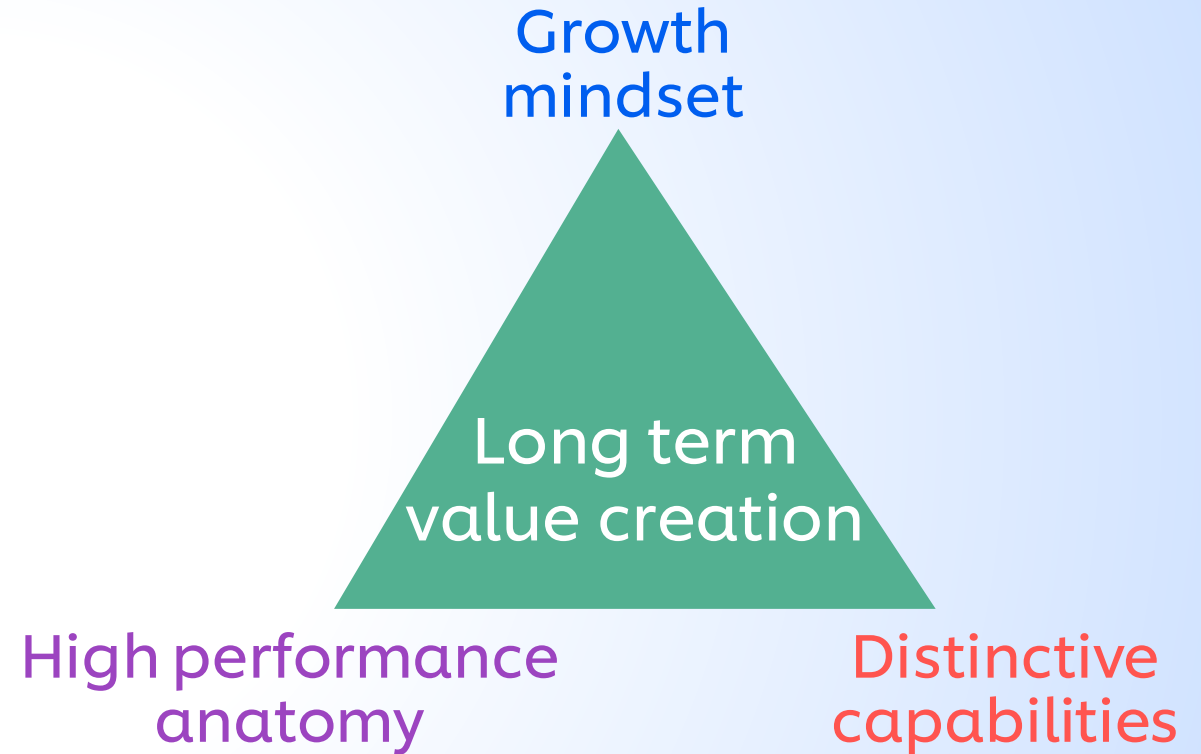 Growth
mindset
Long term
value creation
High performance
anatomy
Distinctive
capabilities